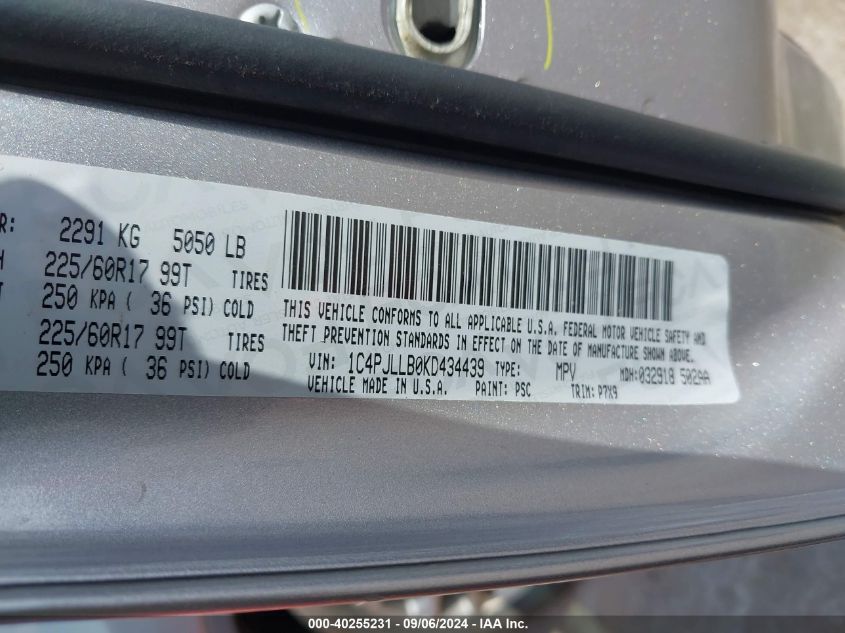 R: 2291 KG 5050 LB
H 225/60R17 99T TIRES
T 250 KPA ( 36 PSI) COLD
225/60R17 99T TIRES
250 KPA ( 36 PSI) COLD
THIS VEHICLE CONFORMS TO ALL APPLICABLE U.S.A. FEDERAL MOTOR VEHICLE SAFETY AND
THEFT PREVENTION STANDARDS IN EFFECT ON THE DATE OF MANUFACTURE SHOWN ABOVE.
VIN: 1C4PJLLB0KD434439 TYPE: MPV MDH:032918 502AA
VEHICLE MADE IN U.S.A. PAINT: PSC TRIM: P7X9
000-40255231 - 09/06/2024 - IAA Inc.